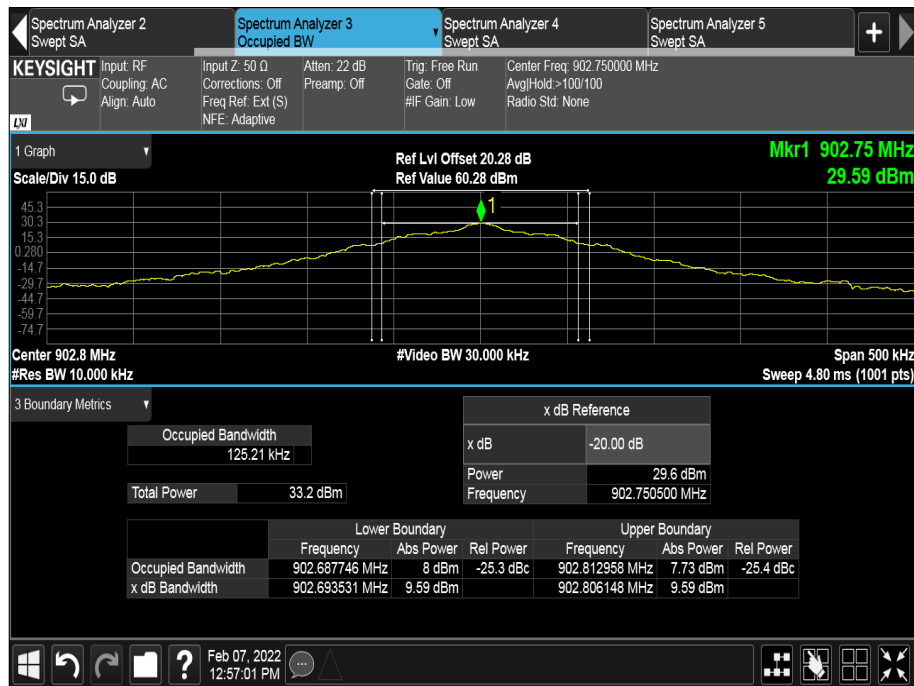 Spectrum Analyzer 2
Swept SA
Spectrum Analyzer 3
Occupied BW
Spectrum Analyzer 4
Swept SA
Spectrum Analyzer 5
Swept SA
+
KEYSIGHT
LXI
Input: RF
Coupling: AC
Align: Auto
Input Z: 50 Ω
Corrections: Off
Freq Ref: Ext (S)
NFE: Adaptive
Atten: 22 dB
Preamp: Off
Trig: Free Run
Gate: Off
#IF Gain: Low
Center Freq: 902.750000 MHz
Avg|Hold:>100/100
Radio Std: None
1 Graph
Scale/Div 15.0 dB
Ref Lvl Offset 20.28 dB
Ref Value 60.28 dBm
Mkr1 902.75 MHz
29.59 dBm
1
45.3
30.3
15.3
0.280
-14.7
-29.7
-44.7
-59.7
-74.7
Center 902.8 MHz
#Video BW 30.000 kHz
Span 500 kHz
#Res BW 10.000 kHz
Sweep 4.80 ms (1001 pts)
3 Boundary Metrics
Occupied Bandwidth
125.21 kHz
Total Power 33.2 dBm
x dB Reference
x dB -20.00 dB
Power 29.6 dBm
Frequency 902.750500 MHz
Lower Boundary Upper Boundary
Frequency Abs Power Rel Power Frequency Abs Power Rel Power
Occupied Bandwidth 902.687746 MHz 8 dBm -25.3 dBc 902.812958 MHz 7.73 dBm -25.4 dBc
x dB Bandwidth 902.693531 MHz 9.59 dBm 902.806148 MHz 9.59 dBm
?
Feb 07, 2022
12:57:01 PM